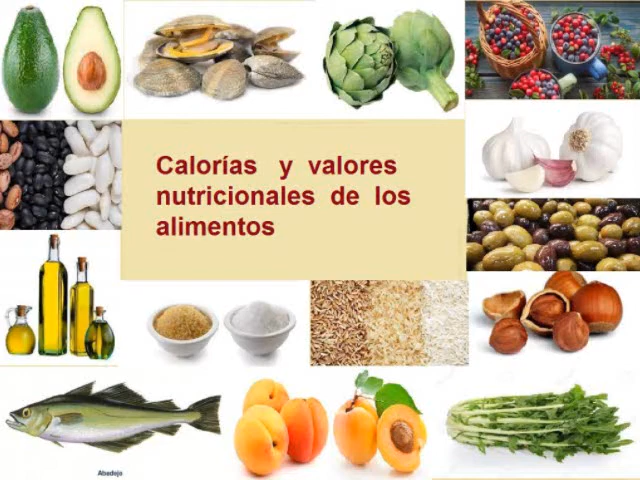 Calorías y valores
nutricionales de los
alimentos
Abadejo